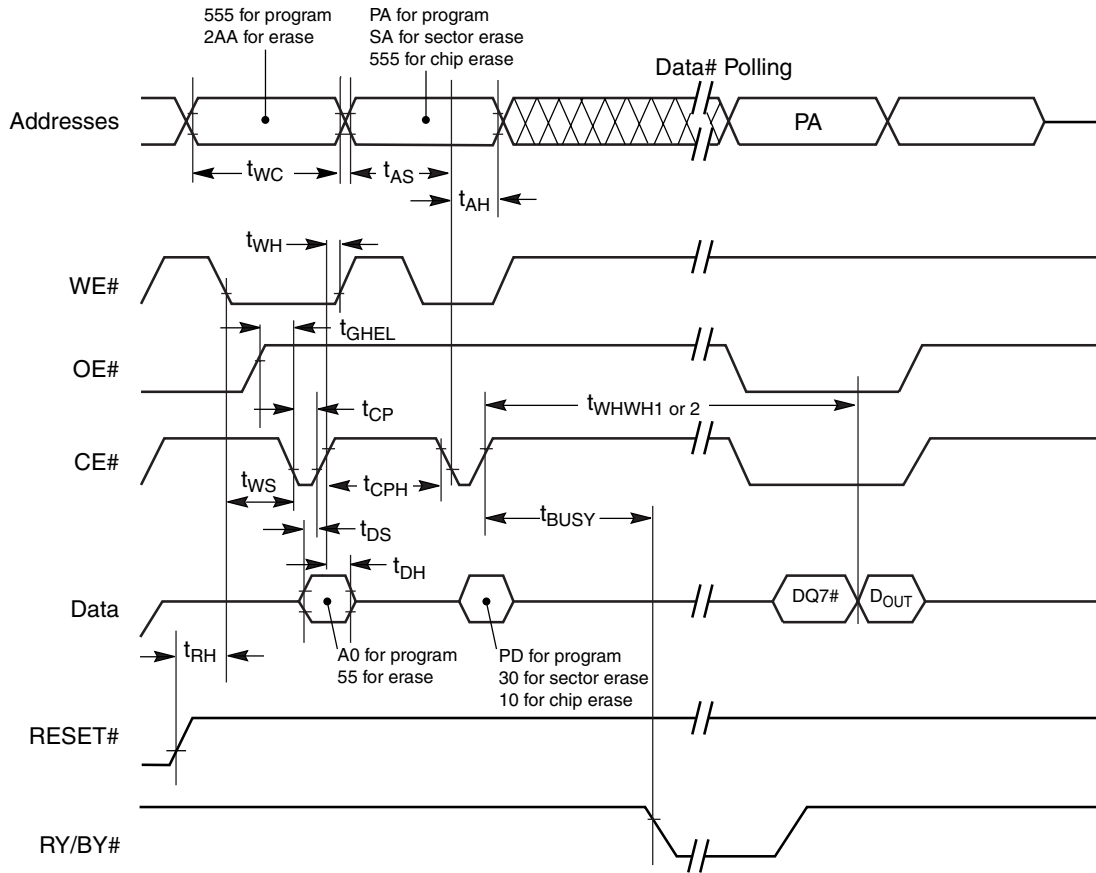 555 for program
2AA for erase
PA for program
SA for sector erase
555 for chip erase
Data# Polling
Addresses
PA
tWC
tAS
tAH
tWH
WE#
tGHEL
OE#
tWHWH1 or 2
tCP
CE#
tWS
tCPH
tBUSY
tDS
tDH
Data
DQ7#
DOUT
tRH
A0 for program
55 for erase
PD for program
30 for sector erase
10 for chip erase
RESET#
RY/BY#